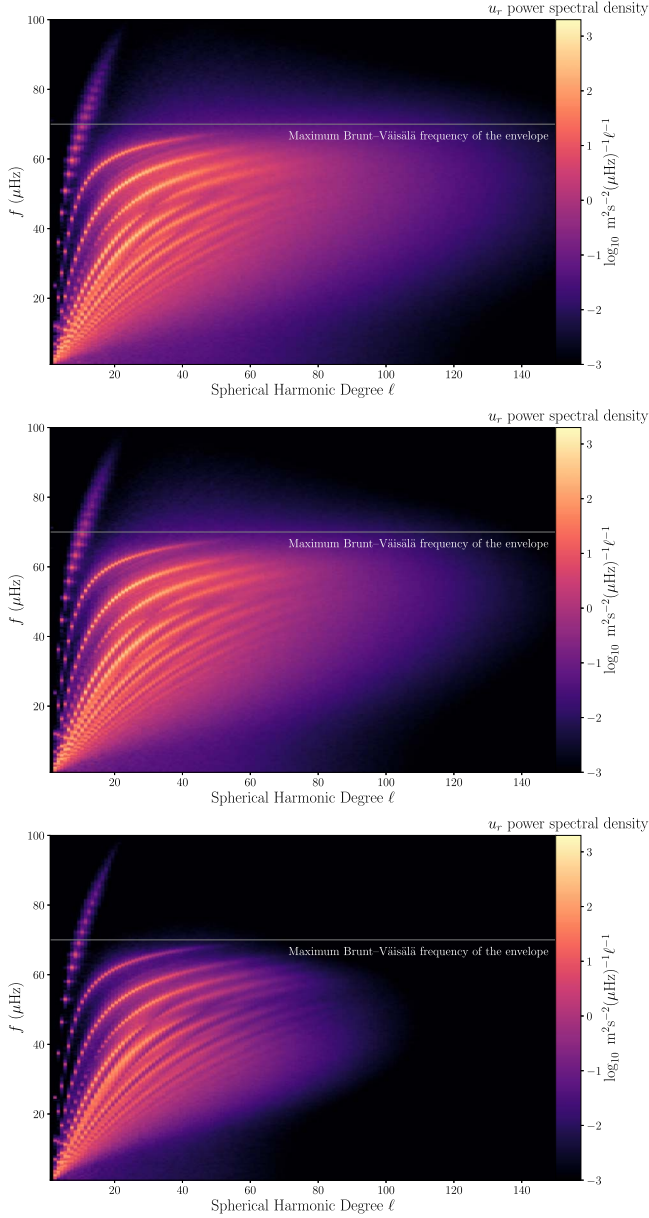 u_r power spectral density
100
80
60
40
20
f (μHz)
Maximum Brunt–Väisälä frequency of the envelope
20 40 60 80 100 120 140
Spherical Harmonic Degree ℓ
3
2
1
0
−1
−2
−3
log₁₀ m²s⁻²(μHz)⁻¹ℓ⁻¹
u_r power spectral density
100
80
60
40
20
f (μHz)
Maximum Brunt–Väisälä frequency of the envelope
20 40 60 80 100 120 140
Spherical Harmonic Degree ℓ
3
2
1
0
−1
−2
−3
log₁₀ m²s⁻²(μHz)⁻¹ℓ⁻¹
u_r power spectral density
100
80
60
40
20
f (μHz)
Maximum Brunt–Väisälä frequency of the envelope
20 40 60 80 100 120 140
Spherical Harmonic Degree ℓ
3
2
1
0
−1
−2
−3
log₁₀ m²s⁻²(μHz)⁻¹ℓ⁻¹